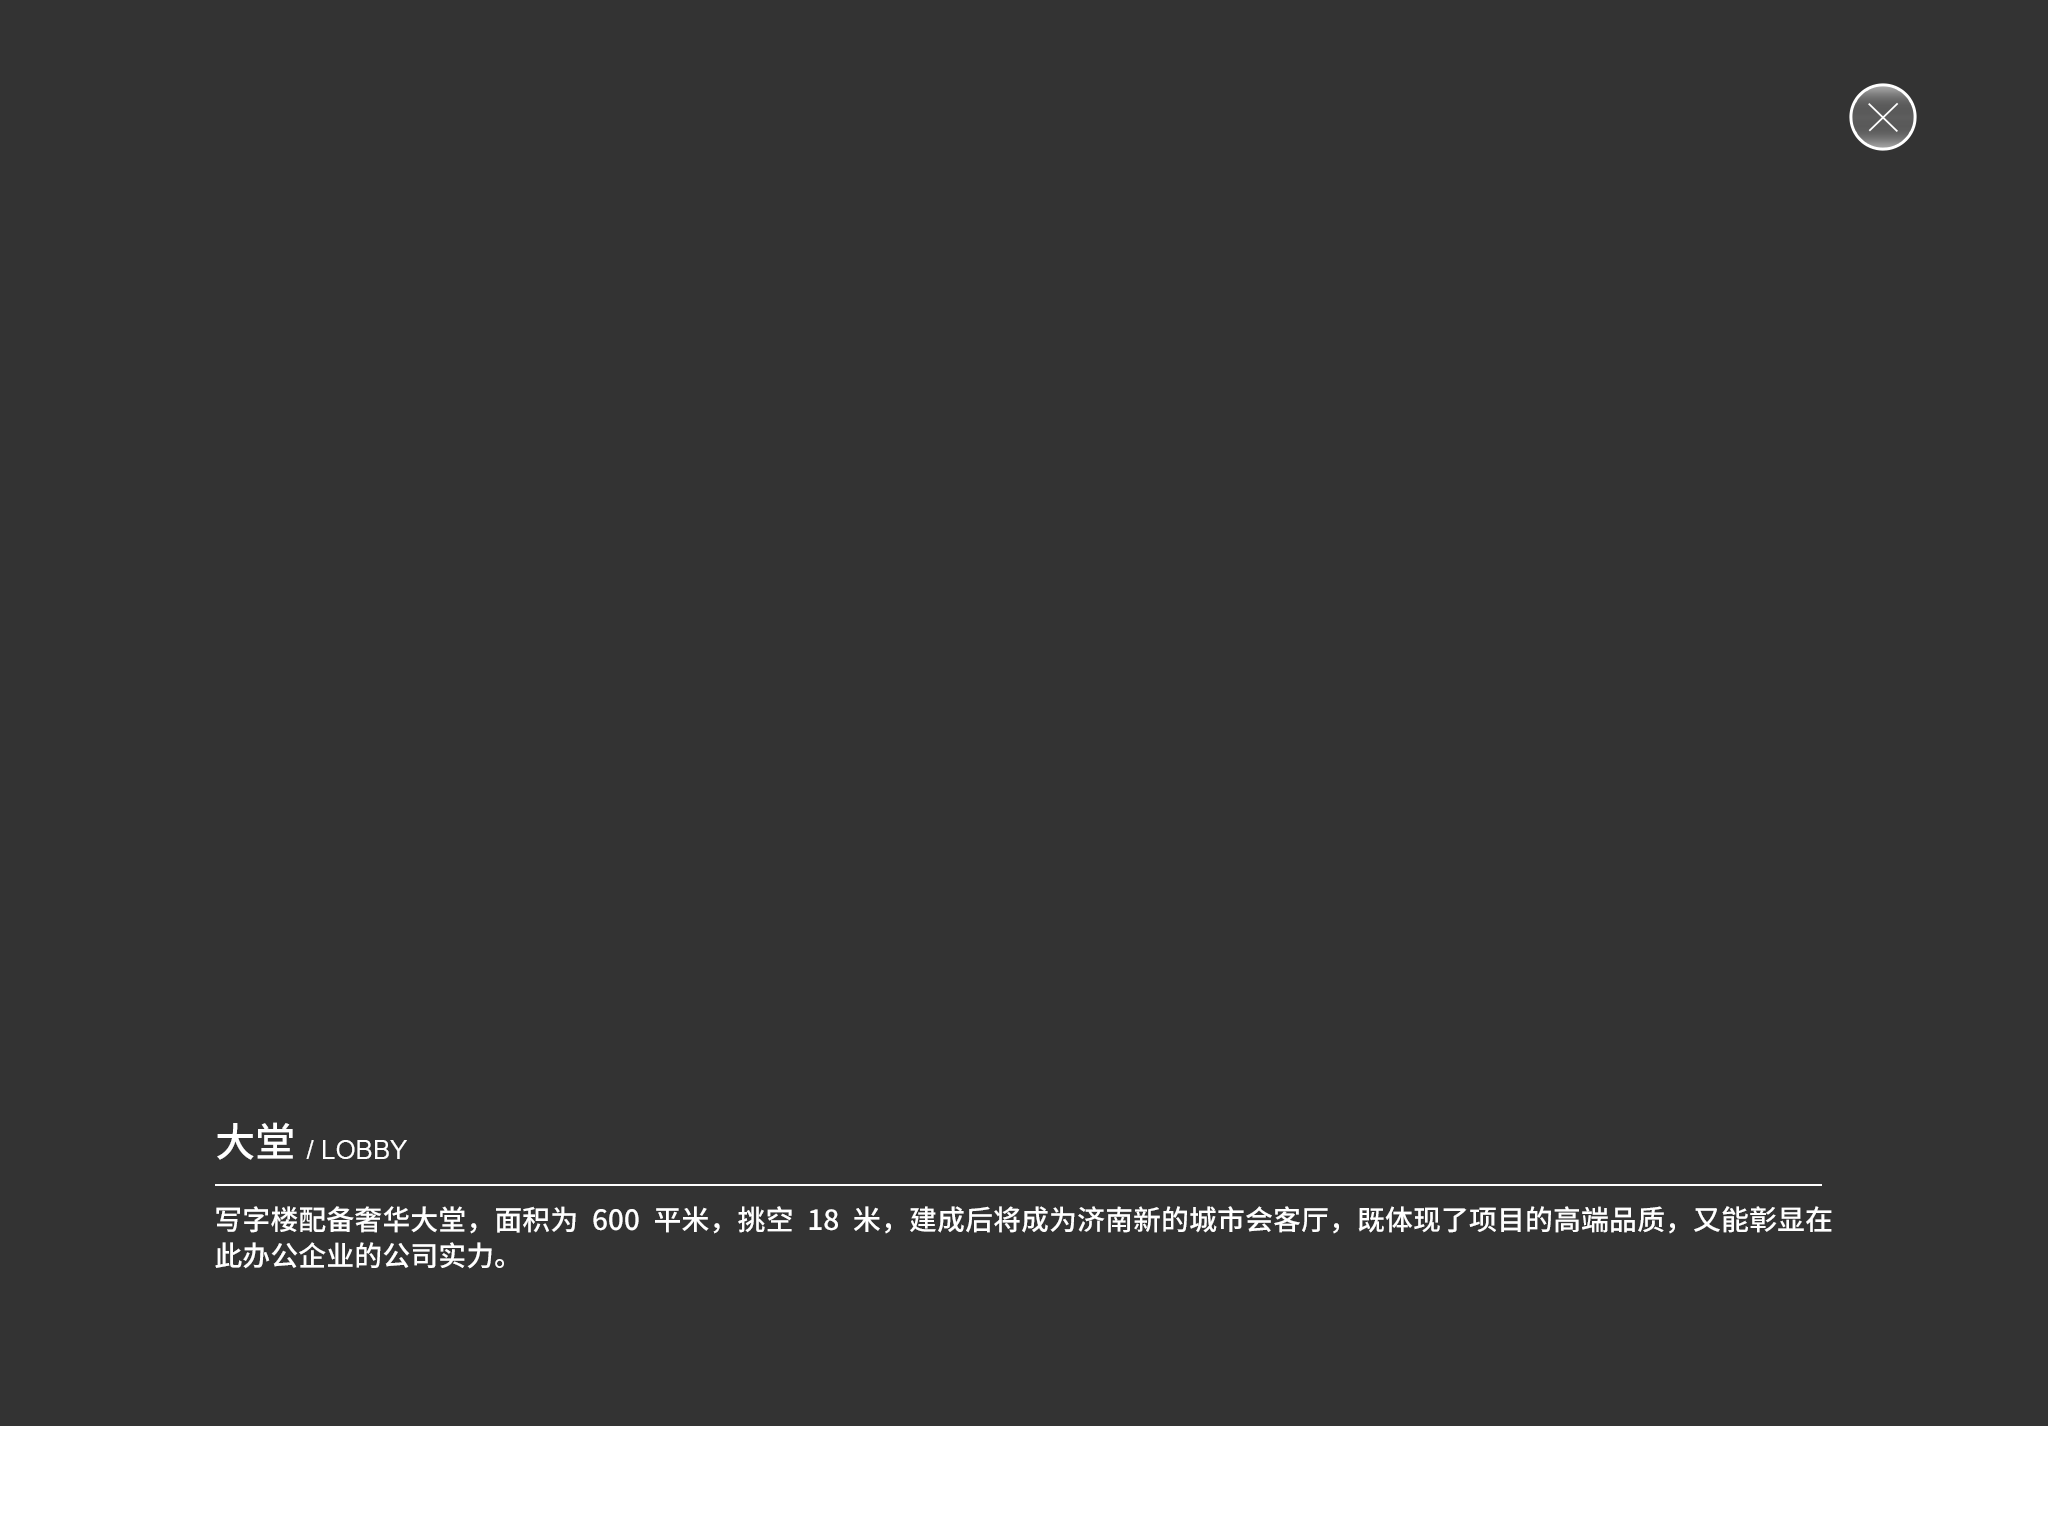 大堂 / LOBBY
写字楼配备奢华大堂，面积为 600 平米，挑空 18 米，建成后将成为济南新的城市会客厅，既体现了项目的高端品质，又能彰显在
此办公企业的公司实力。